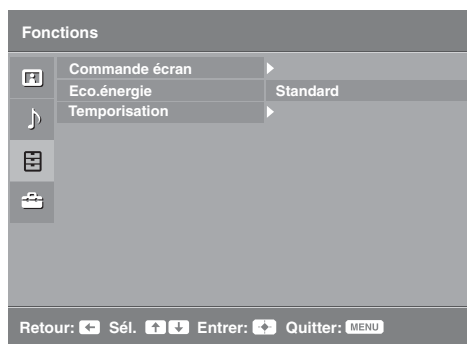 Fonctions
Commande écran
Eco.énergie Standard
Temporisation
Retour: Sél. Entrer: Quitter: MENU